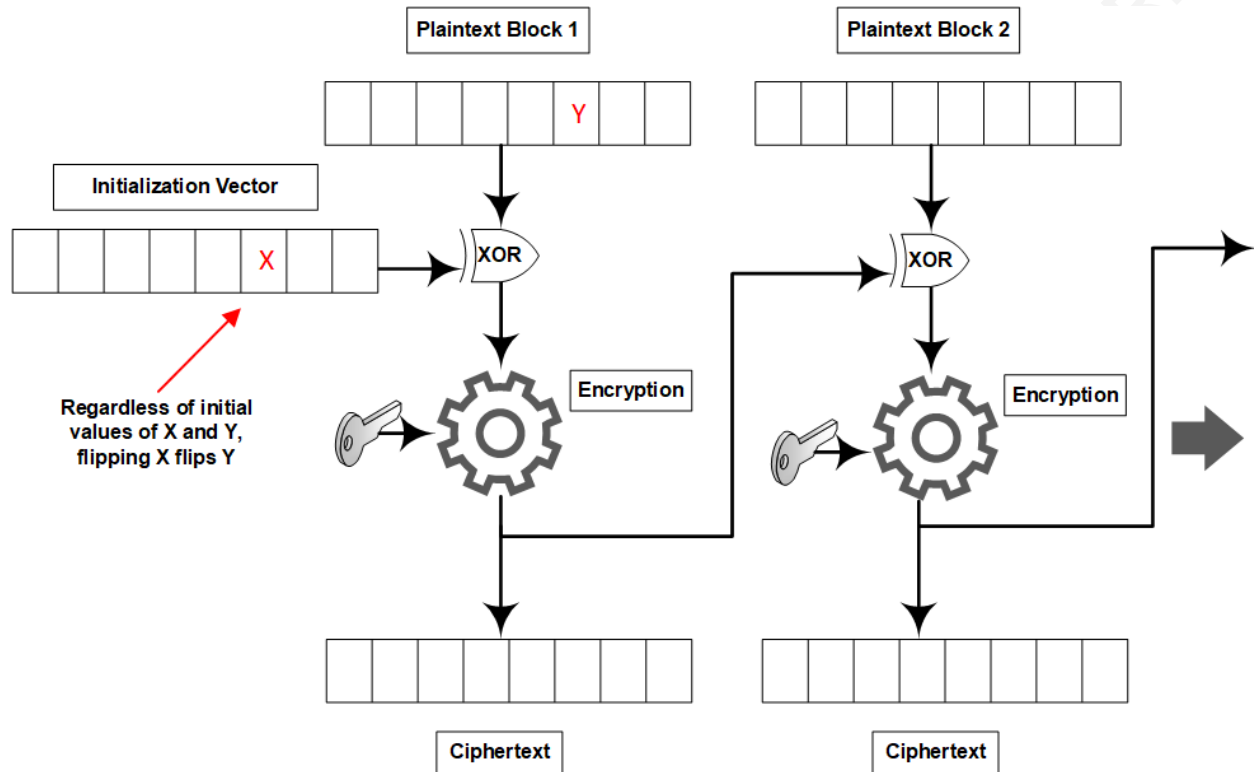 Plaintext Block 1
Plaintext Block 2
Y
Initialization Vector
X
XOR
XOR
Regardless of initial
values of X and Y,
flipping X flips Y
Encryption
Encryption
Ciphertext
Ciphertext